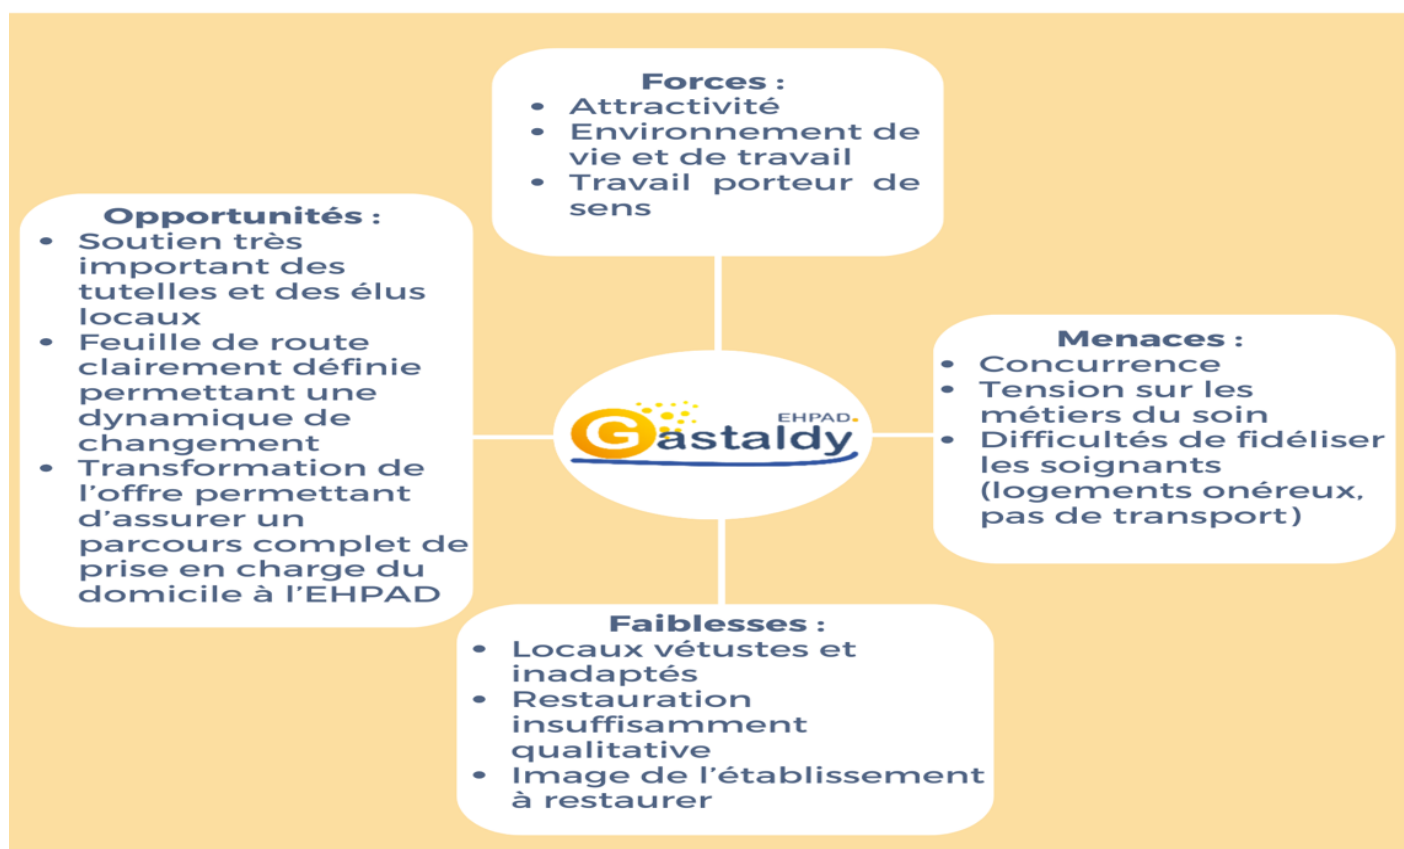 Forces :
• Attractivité
• Environnement de
vie et de travail
• Travail porteur de
sens
Opportunités :
• Soutien très
important des
tutelles et des élus
locaux
• Feuille de route
clairement définie
permettant une
dynamique de
changement
• Transformation de
l'offre permettant
d'assurer un
parcours complet de
prise en charge du
domicile à l'EHPAD
Menaces :
• Concurrence
• Tension sur les
métiers du soin
• Difficultés de fidéliser
les soignants
(logements onéreux,
pas de transport)
EHPAD.
Gastaldy
Faiblesses :
• Locaux vétustes et
inadaptés
• Restauration
insuffisamment
qualitative
• Image de l'établissement
à restaurer